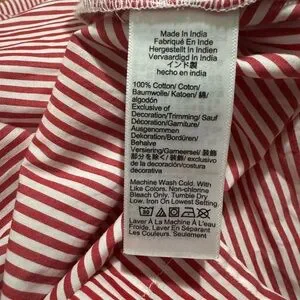 Made In India
Fabriqué En Inde
Hergestellt In Indien
Vervaardigd In India
インド製
hecho en india
100% Cotton/ Coton/
Baumwolle/ Katoen/ 綿/
algodón
Exclusive of
Decoration/Trimming/ Sauf
Décoration/Garniture/
Ausgenommen
Dekoration/Bordüren/
Behalve
Versiering/Garneersel/ 装飾
部分を除く/ exclusivo
de la decoración/costura
decorativa
Machine Wash Cold. With
Like Colors. Non-chlorine
Bleach Only. Tumble Dry
Low. Iron On Lowest Setting.
Laver À La Machine À L'Eau
Froide. Laver En Séparant
Les Couleurs. Seulement